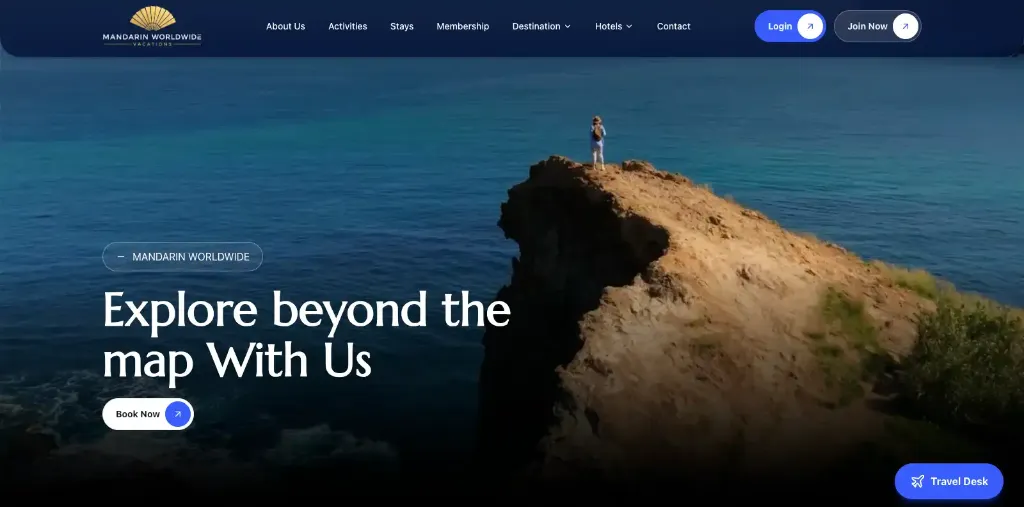 MANDARIN WORLDWIDE
VACATIONS
About Us
Activities
Stays
Membership
Destination
Hotels
Contact
Login
Join Now
MANDARIN WORLDWIDE
Explore beyond the
map With Us
Book Now
Travel Desk